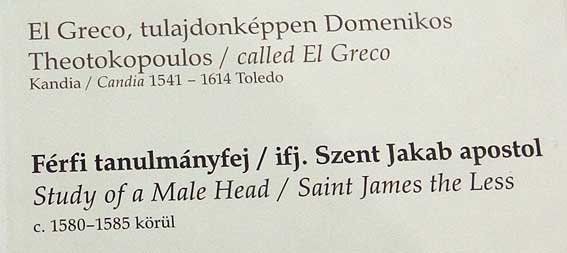 El Greco, tulajdonképpen Domenikos
Theotokopoulos / called El Greco
Kandia / Candia 1541 – 1614 Toledo
Férfi tanulmányfej / ifj. Szent Jakab apostol
Study of a Male Head / Saint James the Less
c. 1580–1585 körül